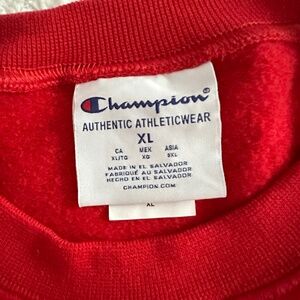 Champion®
AUTHENTIC ATHLETICWEAR
XL
CA MEX ASIA
XL/TG XG 3XL
MADE IN EL SALVADOR
FABRIQUÉ AU SALVADOR
HECHO EN EL SALVADOR
CHAMPION.COM
XL